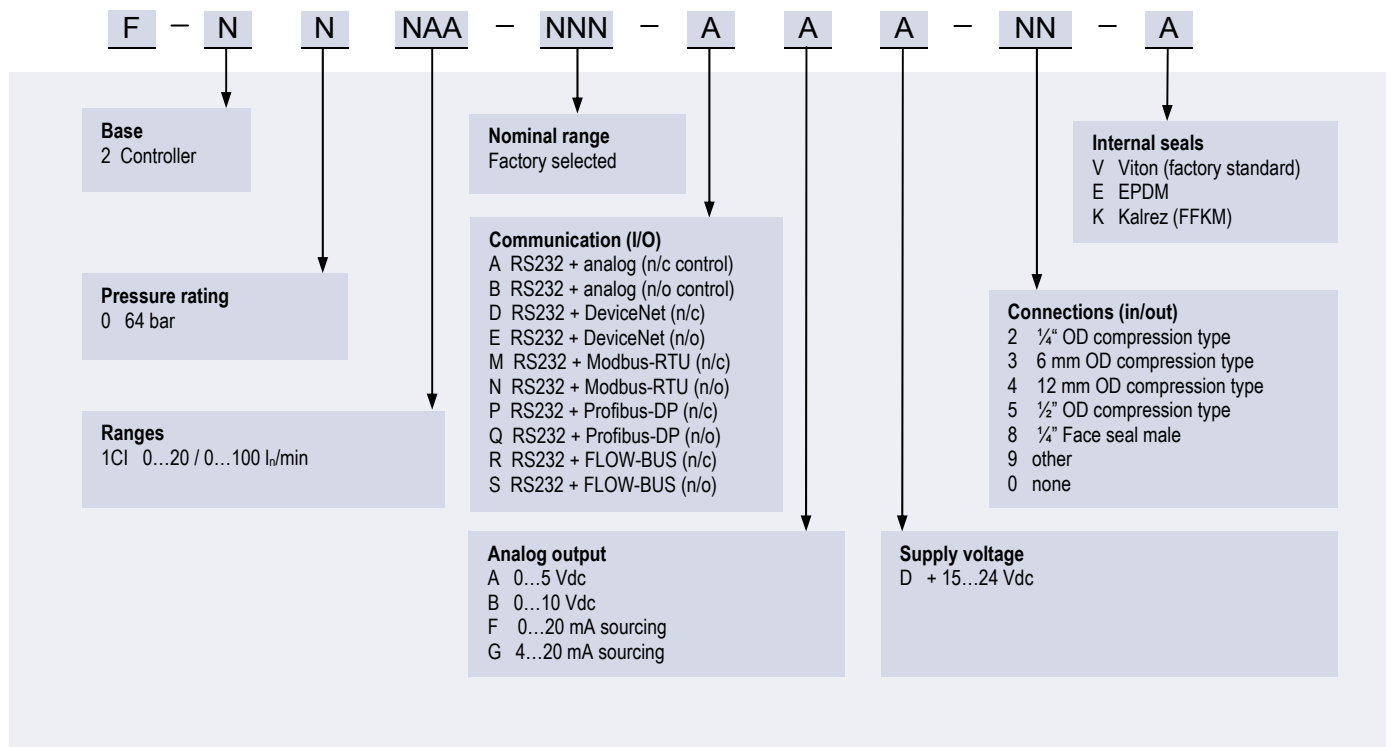 F – N N NAA – NNN – A A A – NN – A
Base
2 Controller
Pressure rating
0 64 bar
Ranges
1CI 0…20 / 0…100 lₙ/min
Nominal range
Factory selected
Communication (I/O)
A RS232 + analog (n/c control)
B RS232 + analog (n/o control)
D RS232 + DeviceNet (n/c)
E RS232 + DeviceNet (n/o)
M RS232 + Modbus-RTU (n/c)
N RS232 + Modbus-RTU (n/o)
P RS232 + Profibus-DP (n/c)
Q RS232 + Profibus-DP (n/o)
R RS232 + FLOW-BUS (n/c)
S RS232 + FLOW-BUS (n/o)
Analog output
A 0…5 Vdc
B 0…10 Vdc
F 0…20 mA sourcing
G 4…20 mA sourcing
Internal seals
V Viton (factory standard)
E EPDM
K Kalrez (FFKM)
Connections (in/out)
2 ¼“ OD compression type
3 6 mm OD compression type
4 12 mm OD compression type
5 ½” OD compression type
8 ¼” Face seal male
9 other
0 none
Supply voltage
D + 15…24 Vdc